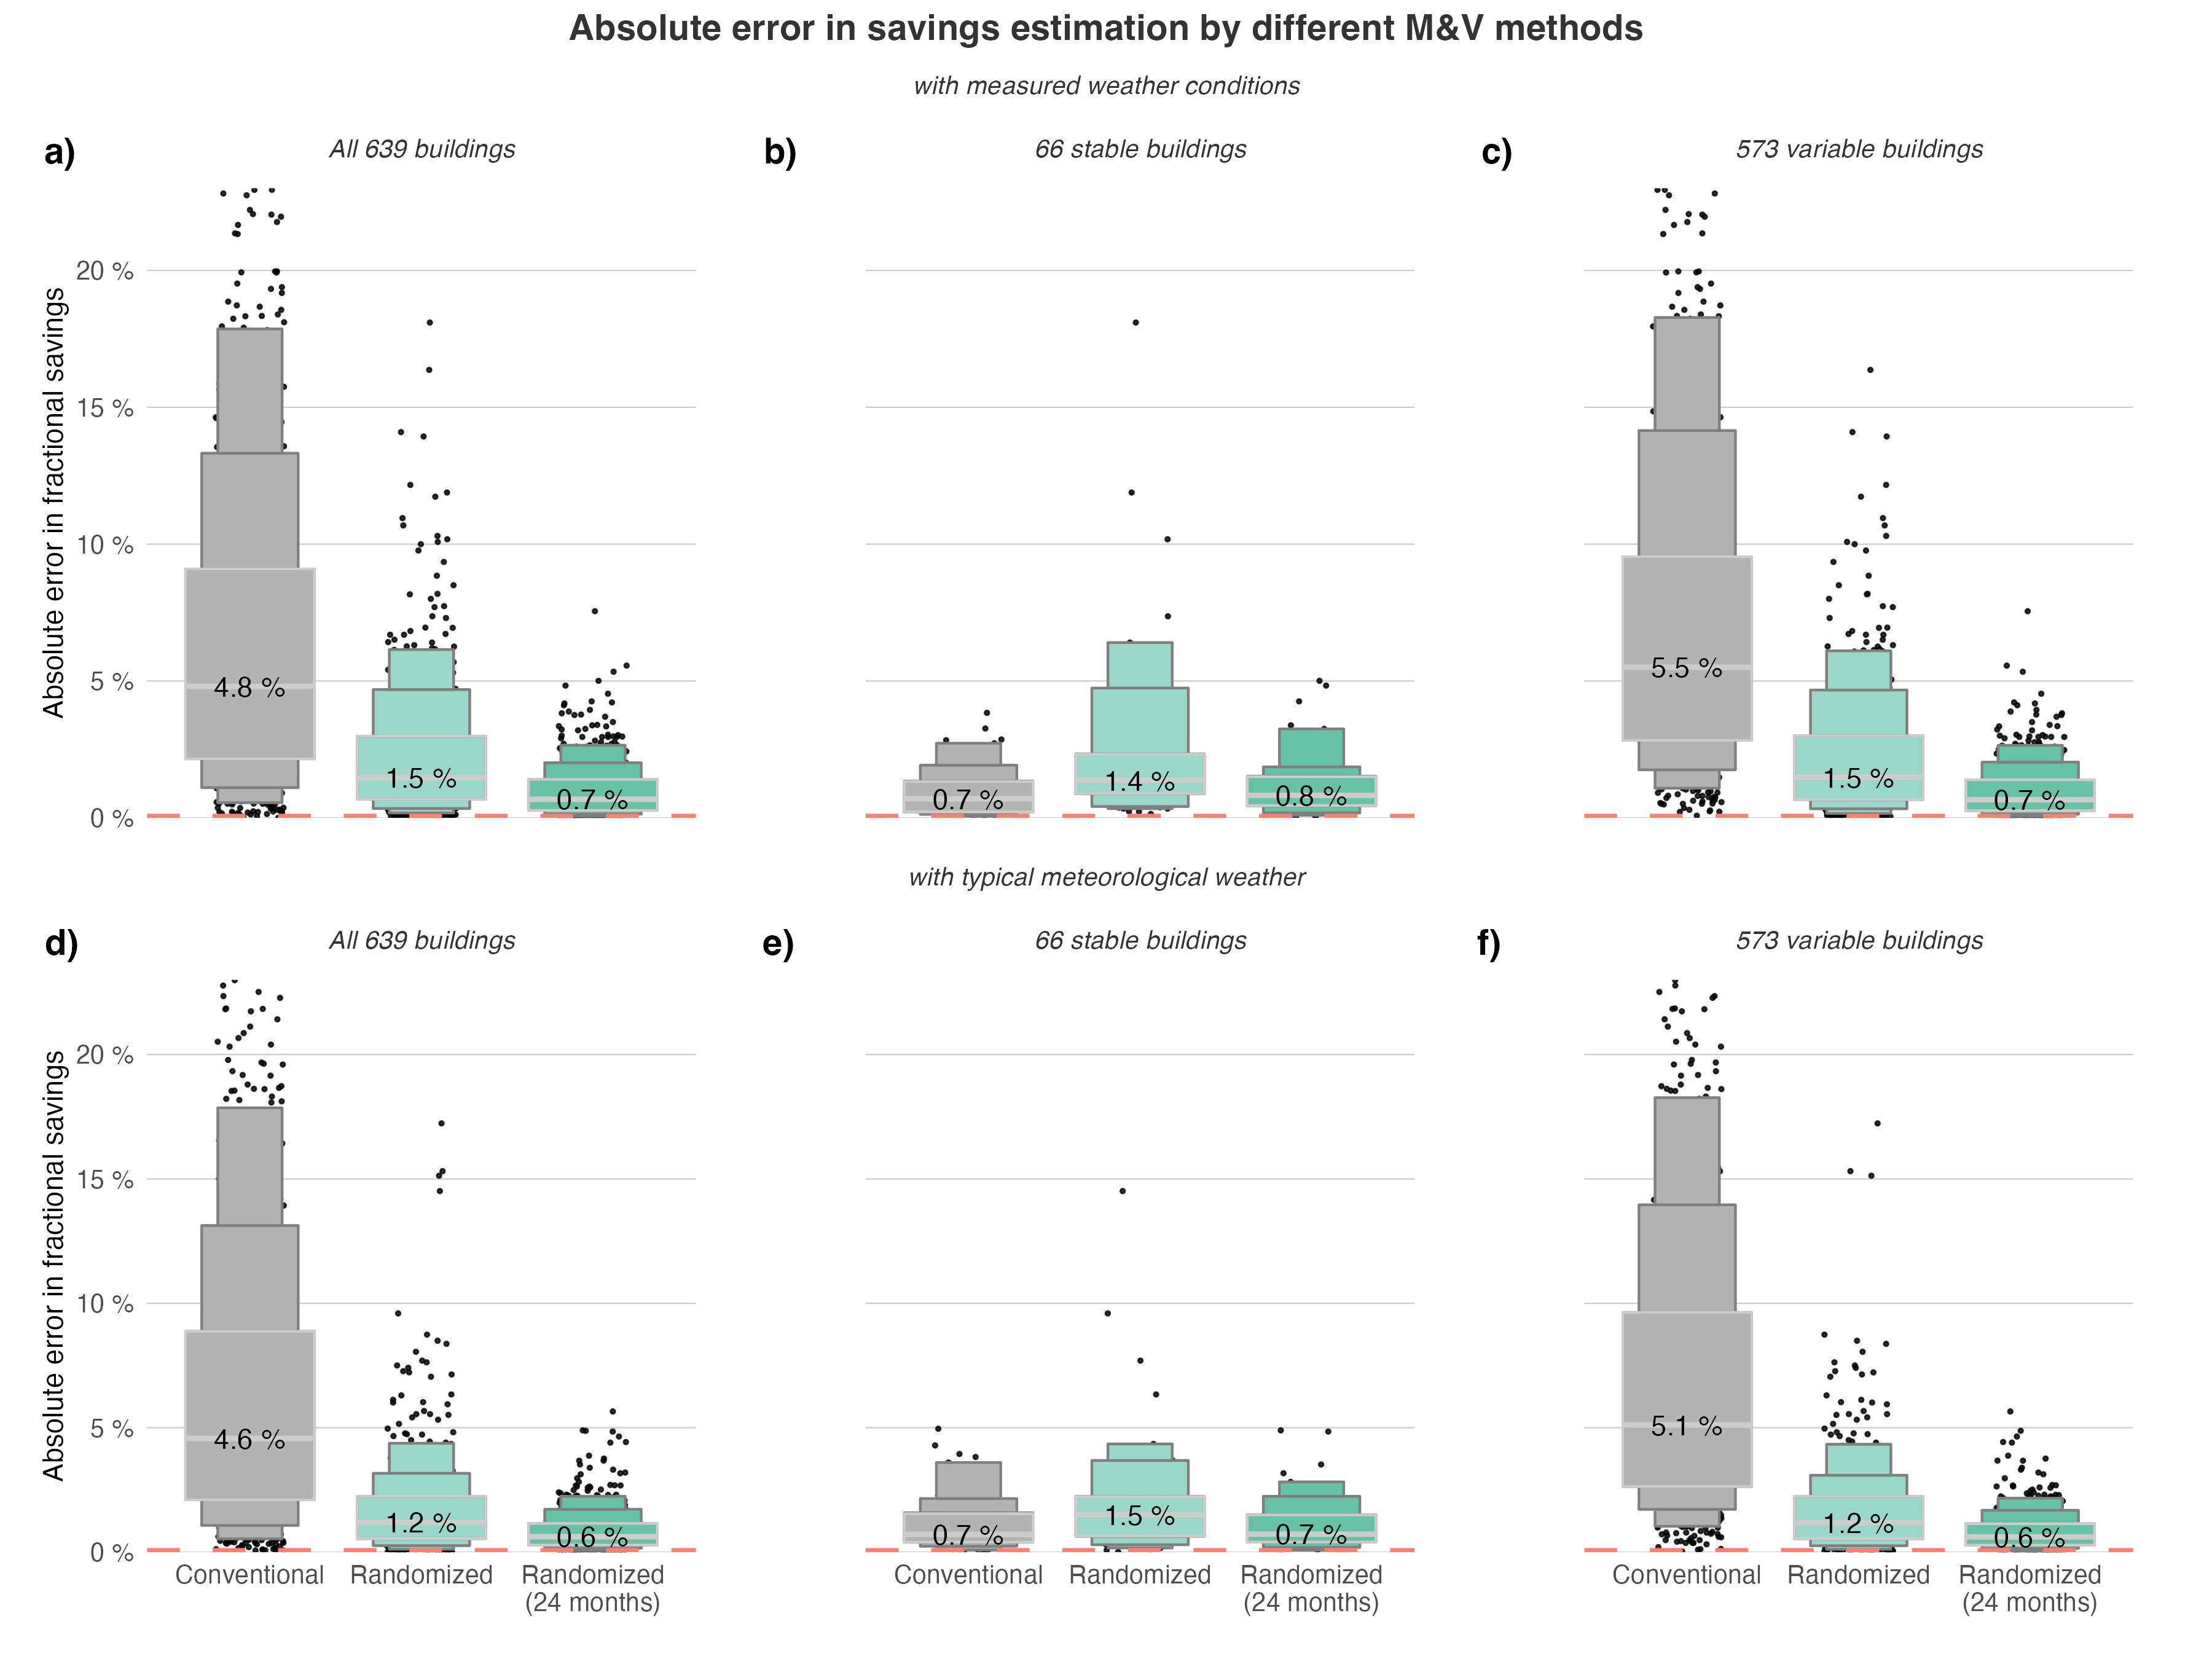 Absolute error in savings estimation by different M&V methods
with measured weather conditions
a)
All 639 buildings
b)
66 stable buildings
c)
573 variable buildings
Absolute error in fractional savings
20 %
15 %
10 %
5 %
0 %
4.8 %
1.5 %
0.7 %
0.7 %
1.4 %
0.8 %
5.5 %
1.5 %
0.7 %
with typical meteorological weather
d)
All 639 buildings
e)
66 stable buildings
f)
573 variable buildings
Absolute error in fractional savings
20 %
15 %
10 %
5 %
0 %
4.6 %
1.2 %
0.6 %
0.7 %
1.5 %
0.7 %
5.1 %
1.2 %
0.6 %
Conventional
Randomized
Randomized
(24 months)
Conventional
Randomized
Randomized
(24 months)
Conventional
Randomized
Randomized
(24 months)